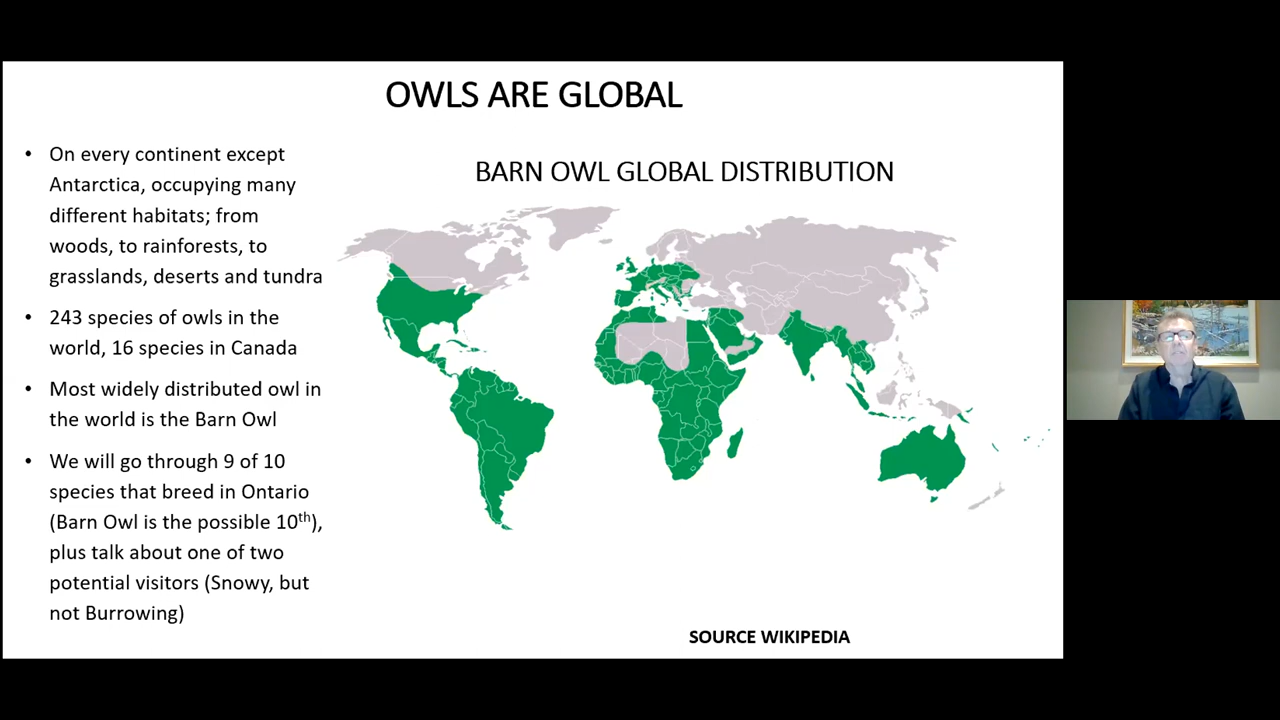 OWLS ARE GLOBAL
• On every continent except
Antarctica, occupying many
different habitats; from
woods, to rainforests, to
grasslands, deserts and tundra
• 243 species of owls in the
world, 16 species in Canada
• Most widely distributed owl in
the world is the Barn Owl
• We will go through 9 of 10
species that breed in Ontario
(Barn Owl is the possible 10th),
plus talk about one of two
potential visitors (Snowy, but
not Burrowing)
BARN OWL GLOBAL DISTRIBUTION
SOURCE WIKIPEDIA